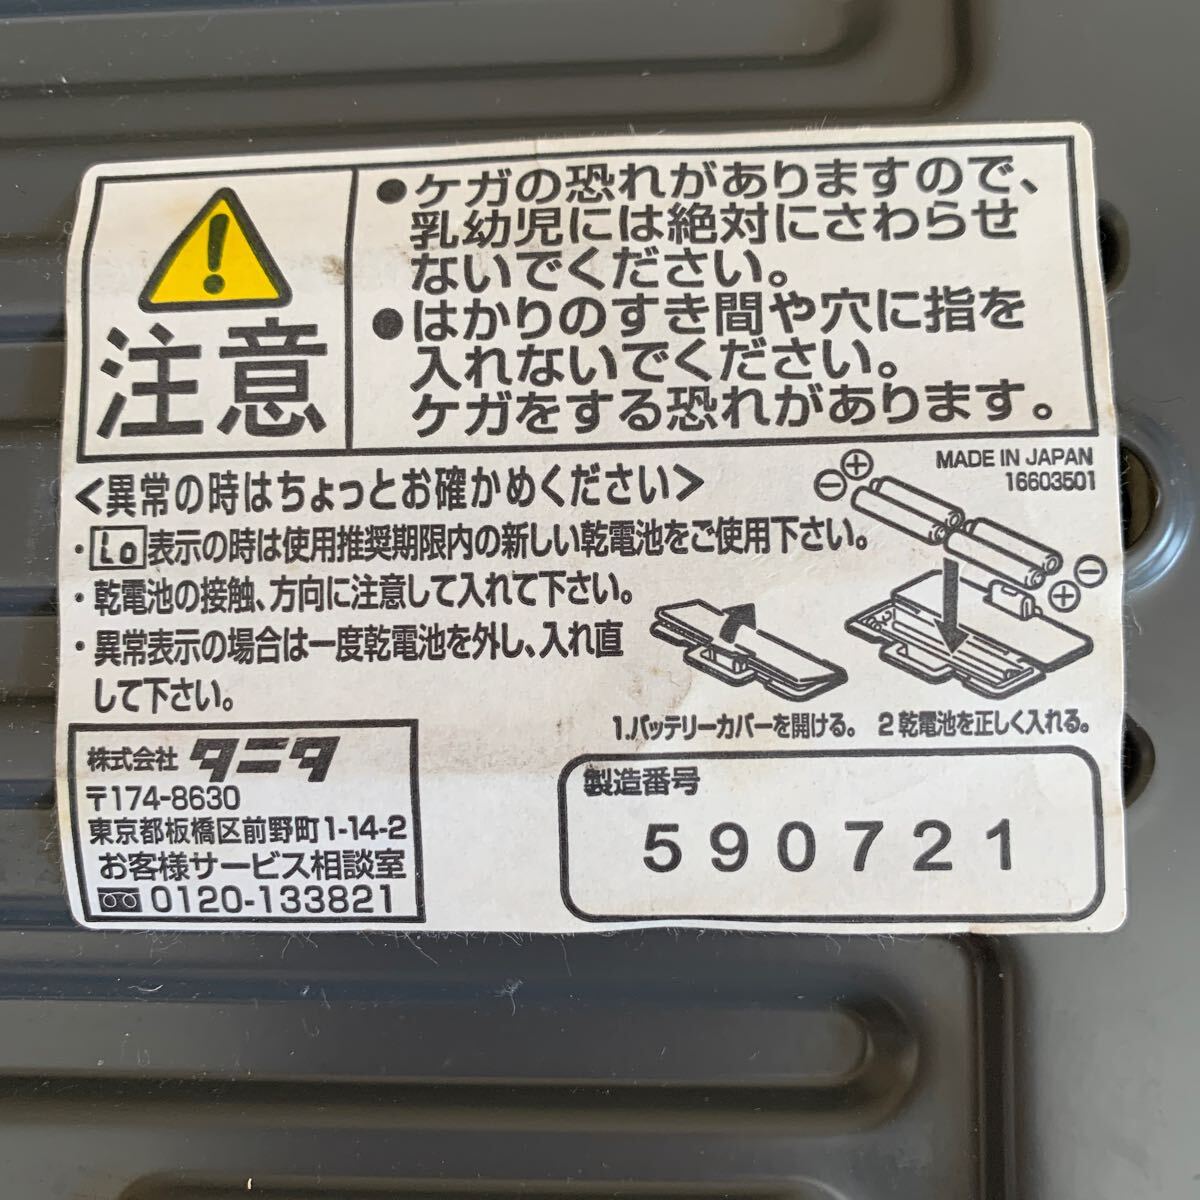 注意
●ケガの恐れがありますので、
乳幼児には絶対にさわらせ
ないでください。
●はかりのすき間や穴に指を
入れないでください。
ケガをする恐れがあります。
<異常の時はちょっとお確かめください>
・Lo表示の時は使用推奨期限内の新しい乾電池をご使用下さい。
・乾電池の接触、方向に注意して入れて下さい。
・異常表示の場合は一度乾電池を外し、入れ直
して下さい。
MADE IN JAPAN
16603501
1.バッテリーカバーを開ける。
2 乾電池を正しく入れる。
株式会社 タニタ
〒174-8630
東京都板橋区前野町1-14-2
お客様サービス相談室
0120-133821
製造番号
590721